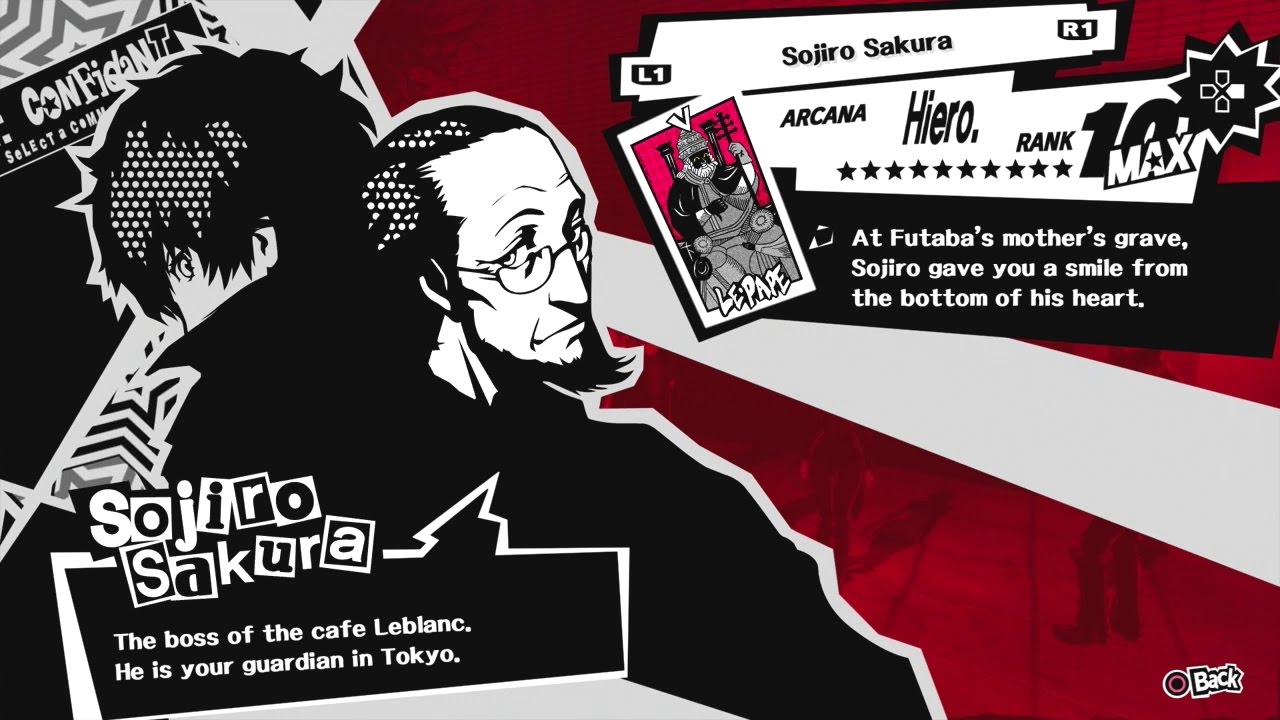 CONFidaNT
SeLecT a CoMM
L1
Sojiro Sakura
R1
ARCANA
Hiero.
RANK
10
MAX
★★★★★★★★★★
V
LE·PAPE
At Futaba's mother's grave,
Sojiro gave you a smile from
the bottom of his heart.
Sojiro
Sakura
The boss of the cafe Leblanc.
He is your guardian in Tokyo.
Back